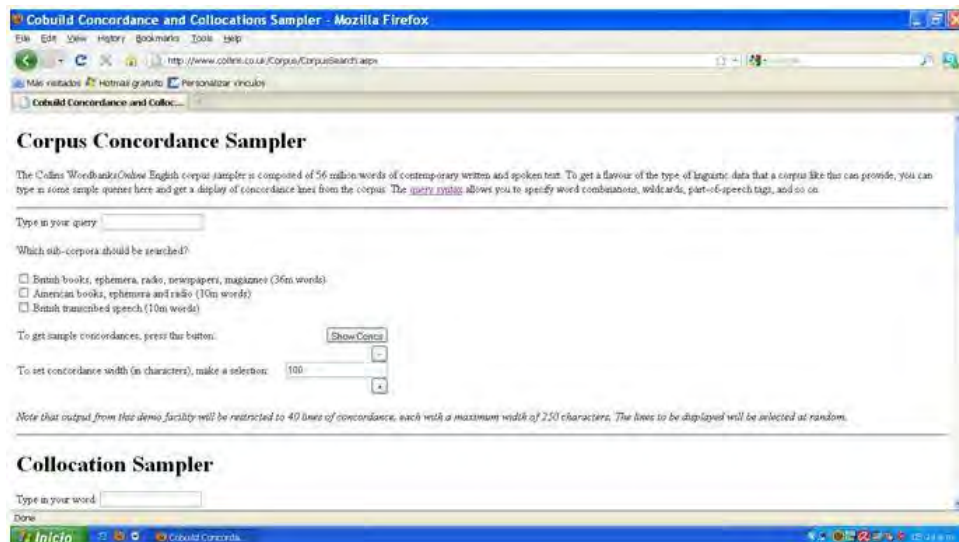 Cobuild Concordance and Collocations Sampler - Mozilla Firefox
File Edit View History Bookmarks Tools Help
http://www.collins.co.uk/Corpus/CorpusSearch.aspx
Más visitados Hotmail gratuito Personalizar vínculos
Cobuild Concordance and Colloc...
Corpus Concordance Sampler
The Collins WordbanksOnline English corpus sampler is composed of 56 million words of contemporary written and spoken text. To get a flavour of the type of linguistic data that a corpus like this can provide, you can
type in some simple queries here and get a display of concordance lines from the corpus. The query syntax allows you to specify word combinations, wildcards, part-of-speech tags, and so on.
Type in your query:
Which sub-corpora should be searched?
British books, ephemera, radio, newspapers, magazines (36m words)
American books, ephemera and radio (10m words)
British transcribed speech (10m words)
To get sample concordances, press this button: Show Concs
-
To set concordance width (in characters), make a selection: 100
+
Note that output from this demo facility will be restricted to 40 lines of concordance, each with a maximum width of 250 characters. The lines to be displayed will be selected at random.
Collocation Sampler
Type in your word:
Done
Inicio Cobuild Concorda...